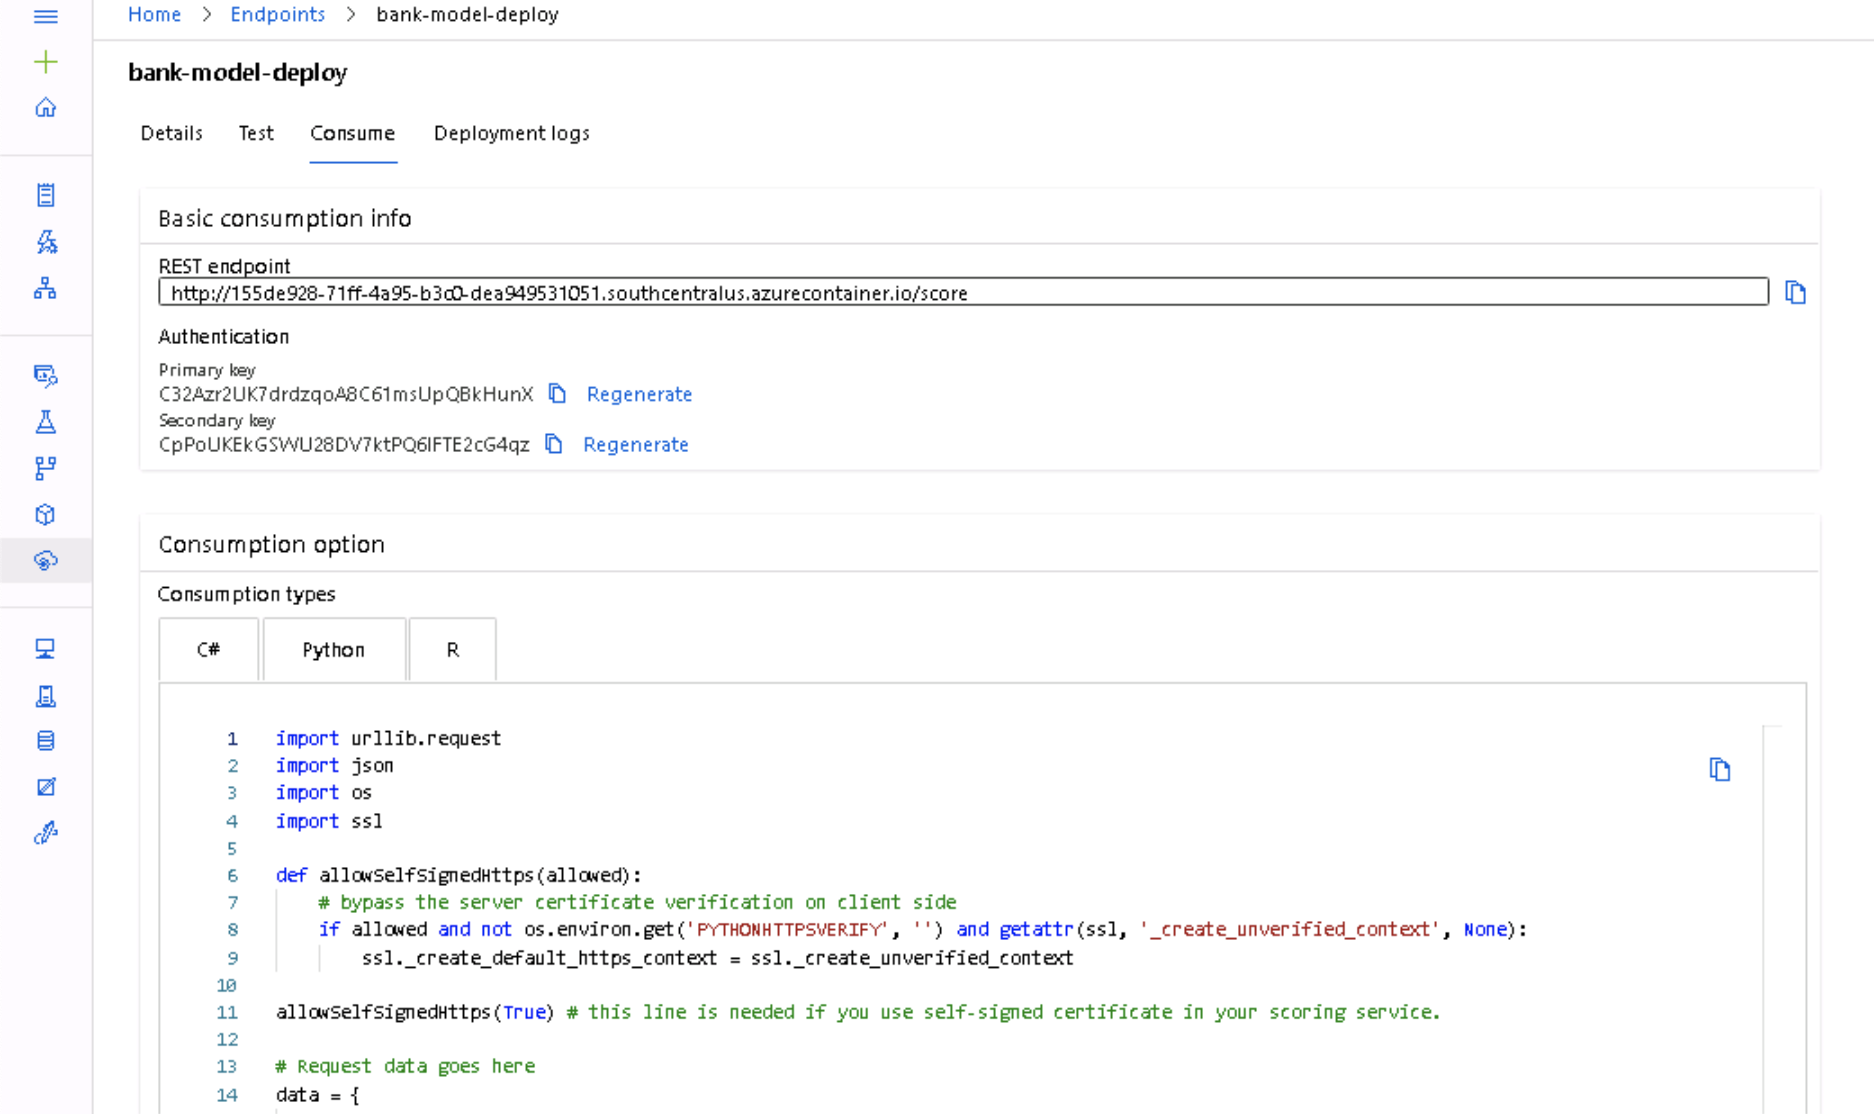 Home > Endpoints > bank-model-deploy
bank-model-deploy
Details Test Consume Deployment logs
Basic consumption info
REST endpoint
http://155de928-71ff-4a95-b3c0-dea949531051.southcentralus.azurecontainer.io/score
Authentication
Primary key
C32Azr2UK7drdzqoA8C61msUpQBkHunX Regenerate
Secondary key
CpPoUKEkGSWU28DV7ktPQ6IFTE2cG4qz Regenerate
Consumption option
Consumption types
C# Python R
1 import urllib.request
2 import json
3 import os
4 import ssl
5
6 def allowSelfSignedHttps(allowed):
7 # bypass the server certificate verification on client side
8 if allowed and not os.environ.get('PYTHONHTTPSVERIFY', '') and getattr(ssl, '_create_unverified_context', None):
9 ssl._create_default_https_context = ssl._create_unverified_context
10
11 allowSelfSignedHttps(True) # this line is needed if you use self-signed certificate in your scoring service.
12
13 # Request data goes here
14 data = {